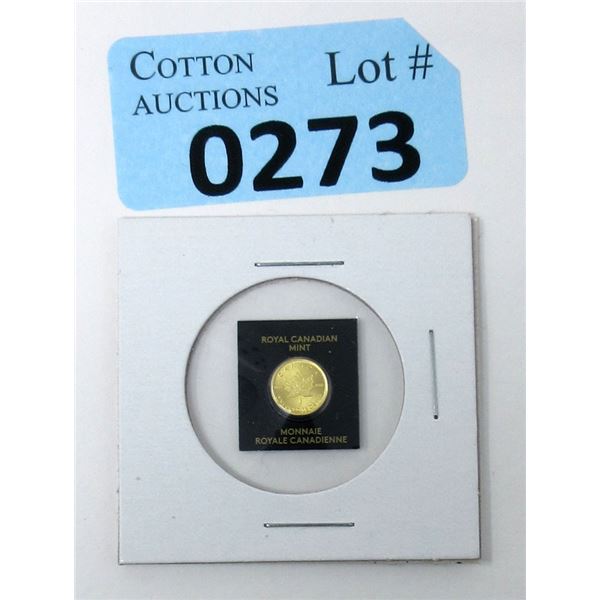 COTTON
AUCTIONS
Lot #
0273
ROYAL CANADIAN
MINT
MONNAIE
ROYALE CANADIENNE